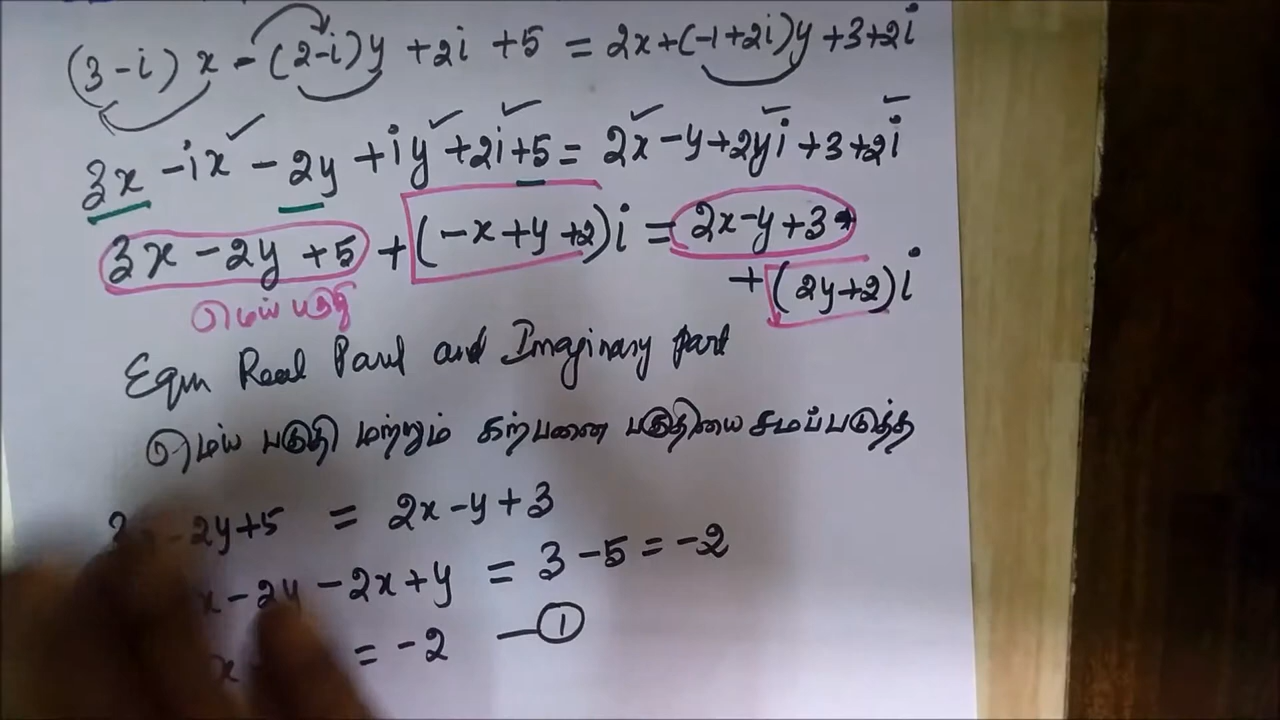 (3-i) x - (2-i)y +2i +5 = 2x+(-1+2i)y +3+2i
3x -ix -2y +iy +2i+5 = 2x -y+2yi +3+2i
3x -2y +5 +(-x+y+2)i = 2x-y+3
+(2y+2)i
மெய் பகுதி
Real and Imaginary part
மெய் பகுதி மற்றும் கற்பனை பகுதியை சமப்படுத்த
-2y+5 = 2x-y+3
x-2y -2x+y = 3-5 = -2
x = -2 — ①